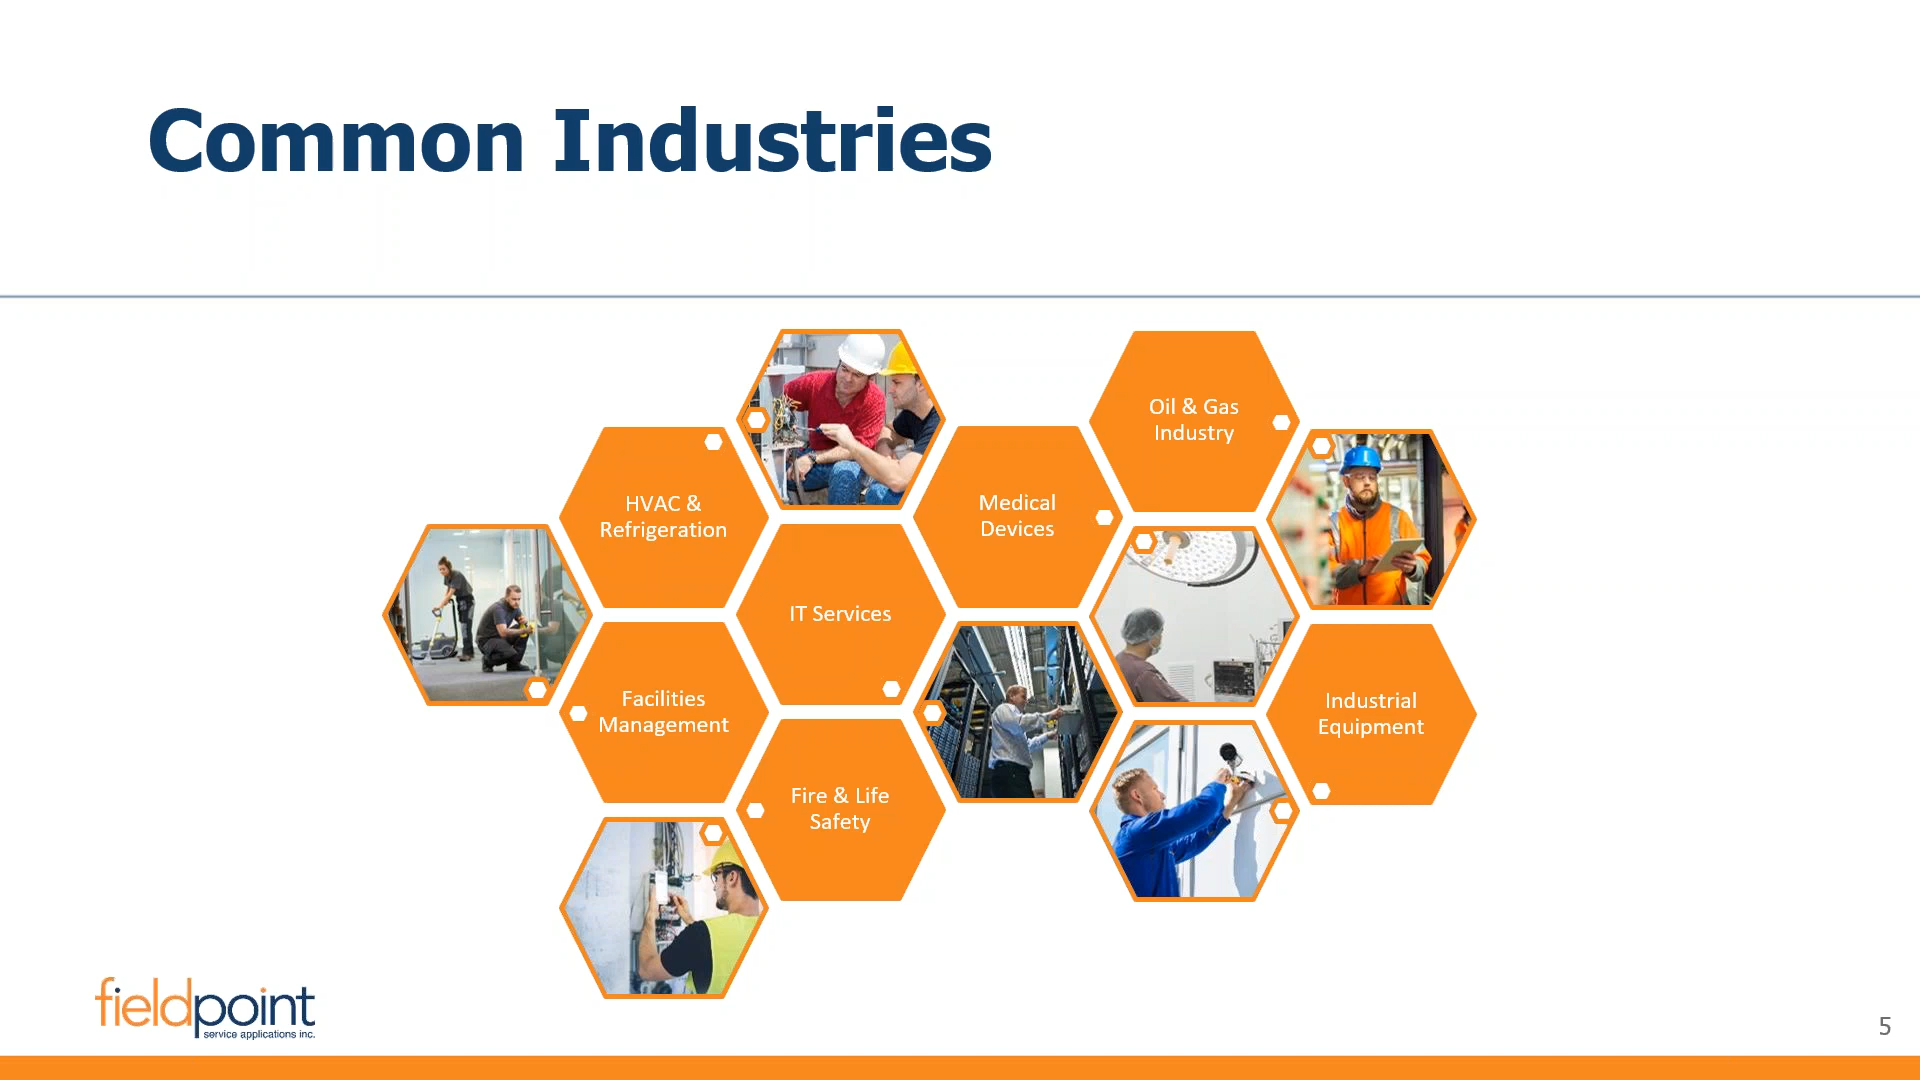 Common Industries
Oil & Gas
Industry
HVAC &
Refrigeration
Medical
Devices
IT Services
Facilities
Management
Industrial
Equipment
Fire & Life
Safety
fieldpoint
service applications inc.
5